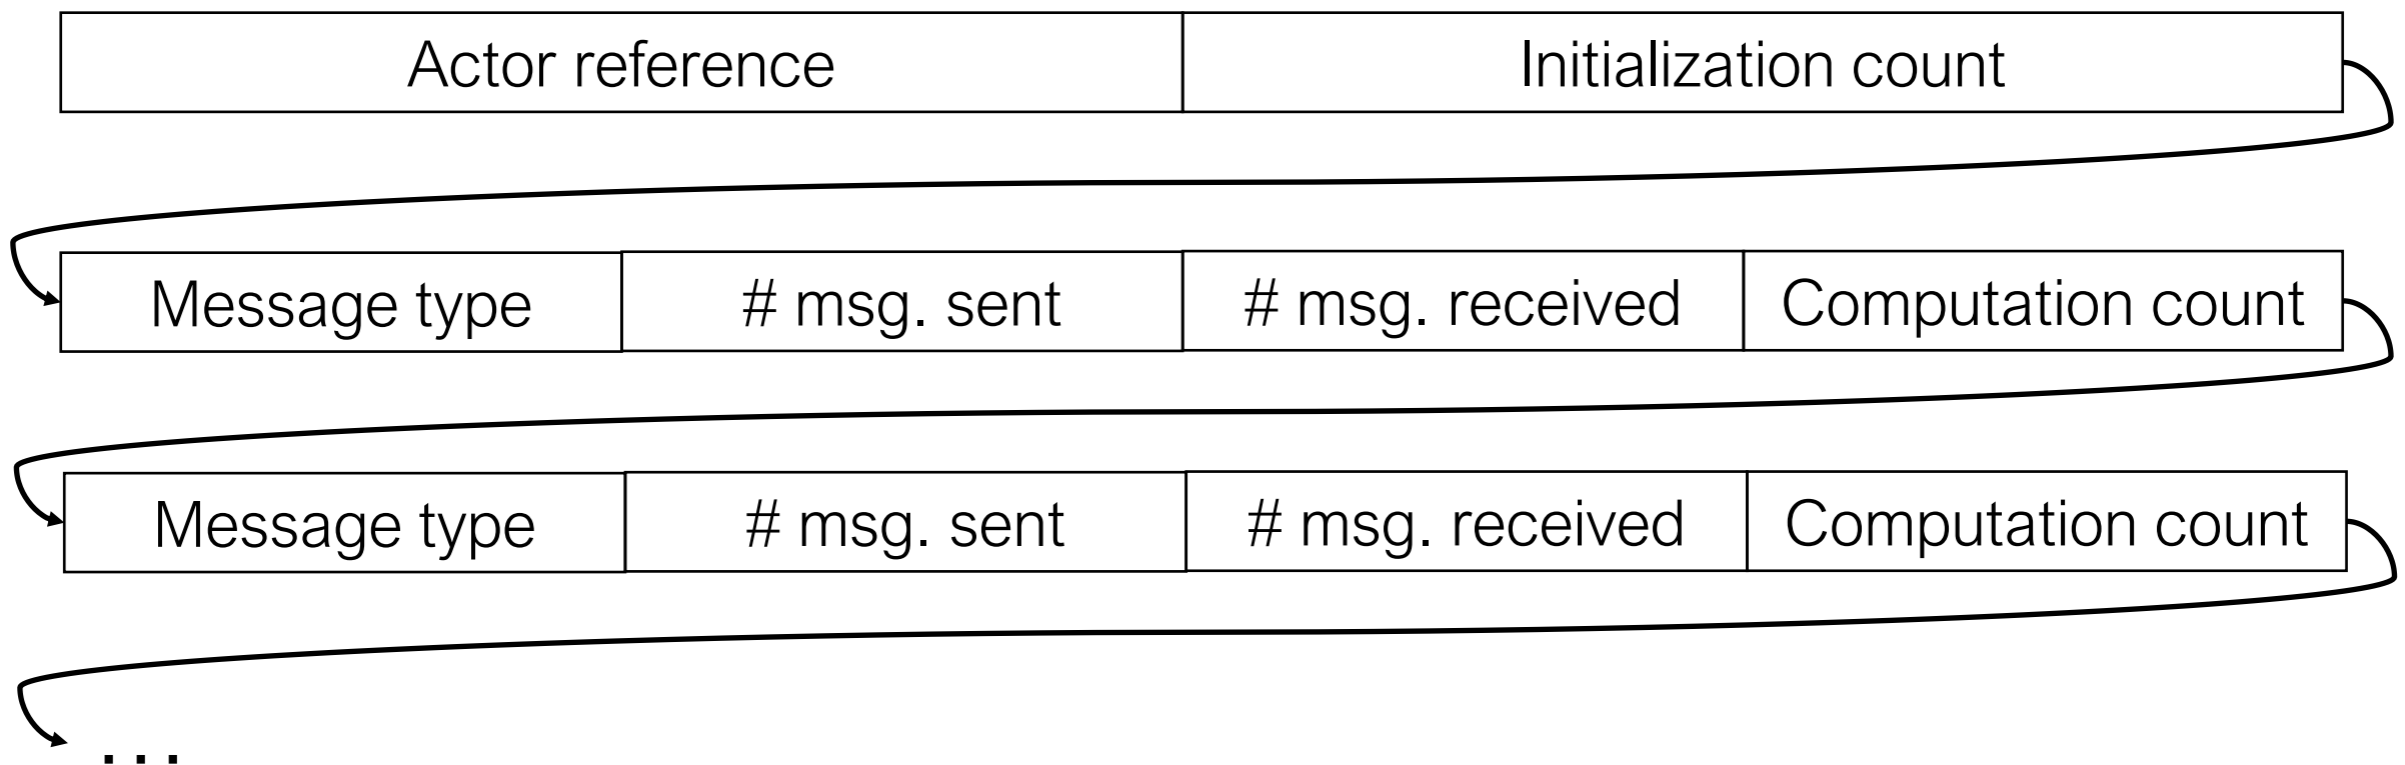 Actor reference Initialization count
Message type # msg. sent # msg. received Computation count
Message type # msg. sent # msg. received Computation count
...